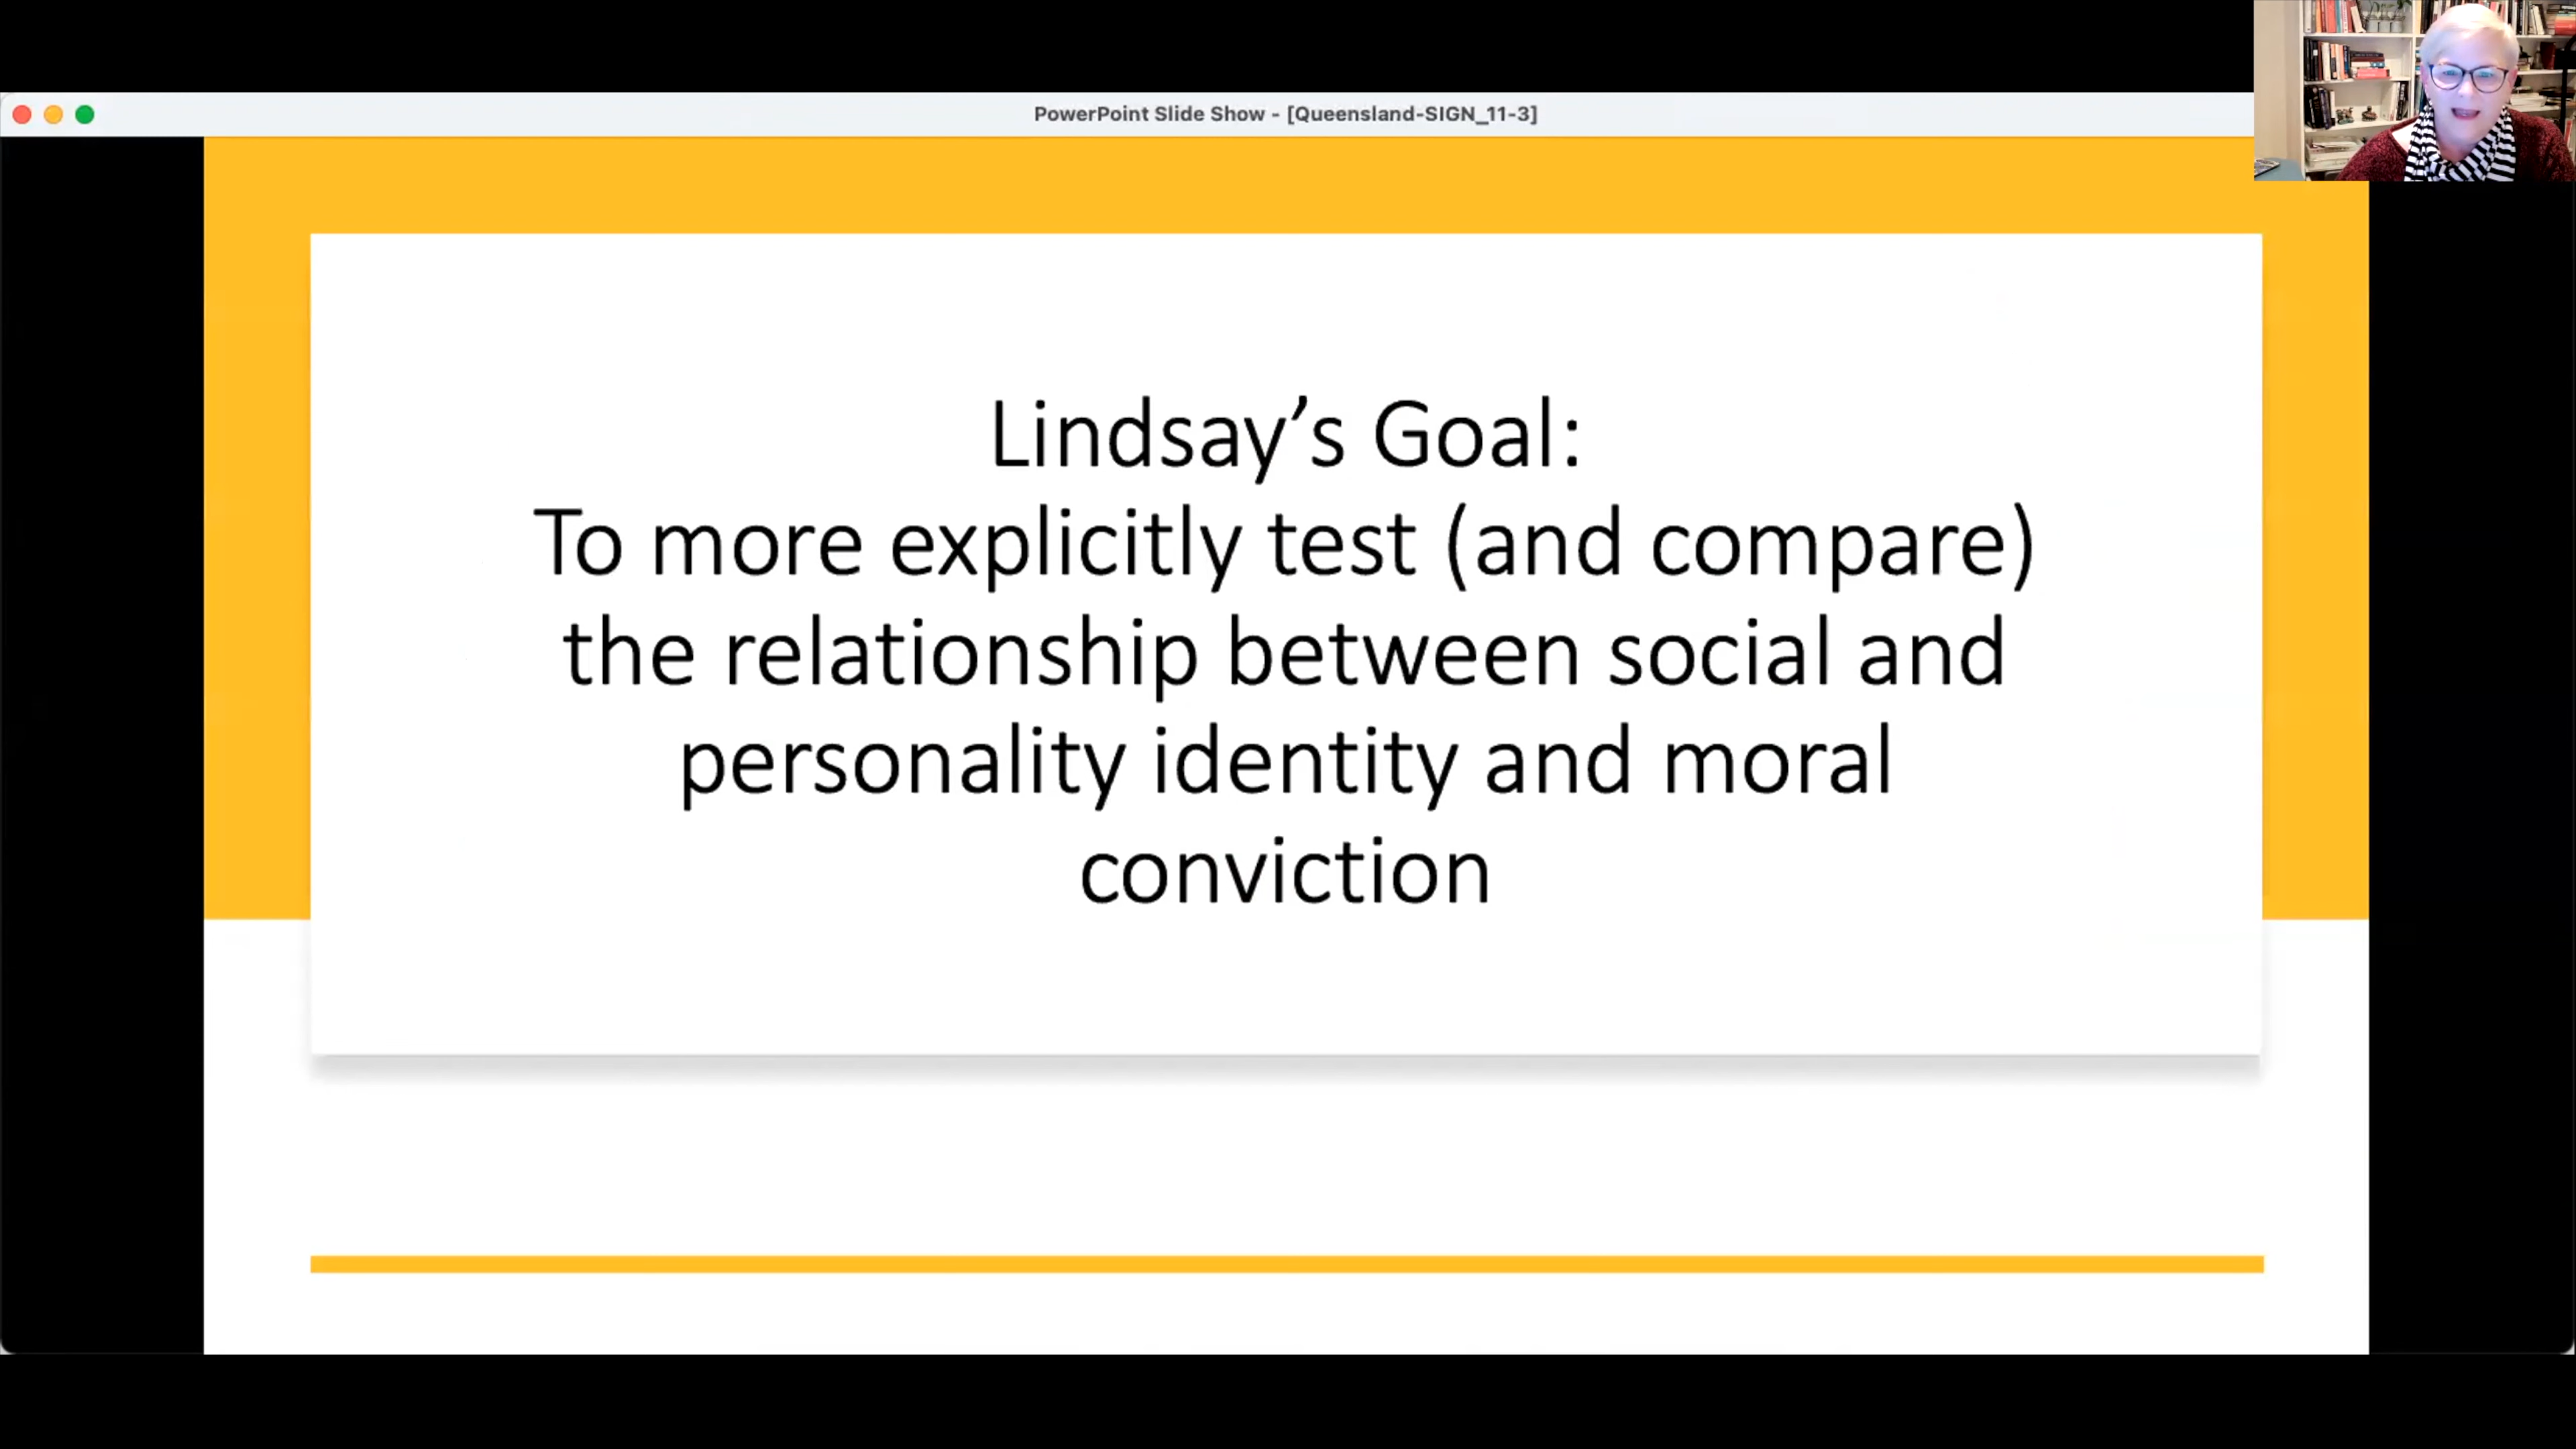 PowerPoint Slide Show - [Queensland-SIGN_11-3]
Lindsay’s Goal:
To more explicitly test (and compare)
the relationship between social and
personality identity and moral
conviction